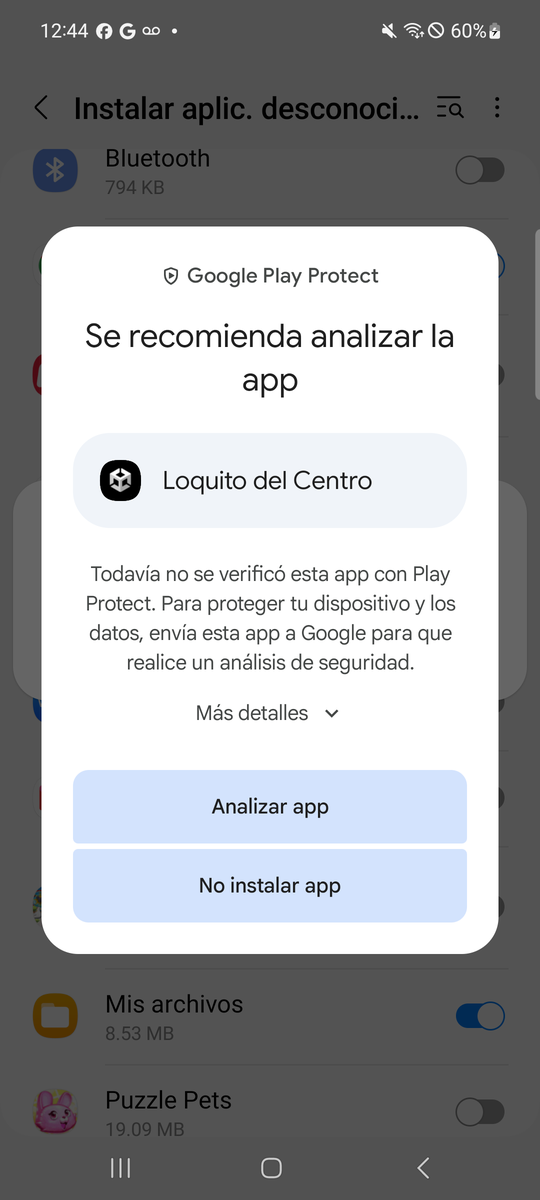 12:44 60%
Instalar aplic. desconoci...
Bluetooth
794 KB
Google Play Protect
Se recomienda analizar la
app
Loquito del Centro
Todavía no se verificó esta app con Play
Protect. Para proteger tu dispositivo y los
datos, envía esta app a Google para que
realice un análisis de seguridad.
Más detalles
Analizar app
No instalar app
Mis archivos
8.53 MB
Puzzle Pets
19.09 MB